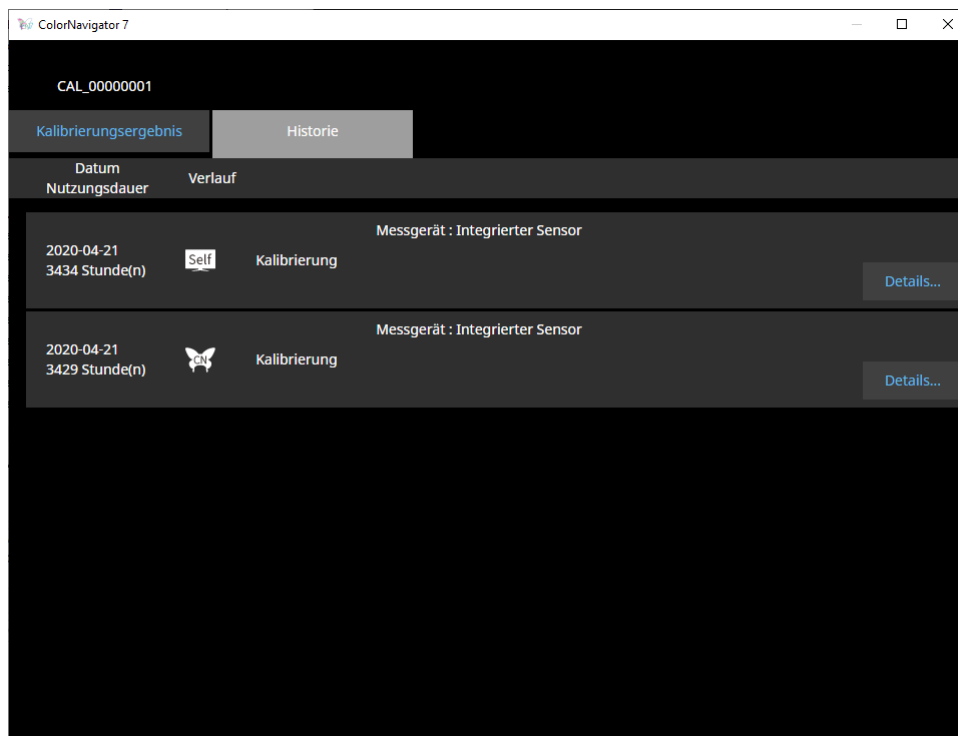 ColorNavigator 7
CAL_00000001
Kalibrierungsergebnis
Historie
Datum
Nutzungsdauer
Verlauf
Messgerät : Integrierter Sensor
2020-04-21
3434 Stunde(n)
Self
Kalibrierung
Details...
Messgerät : Integrierter Sensor
2020-04-21
3429 Stunde(n)
CN
Kalibrierung
Details...